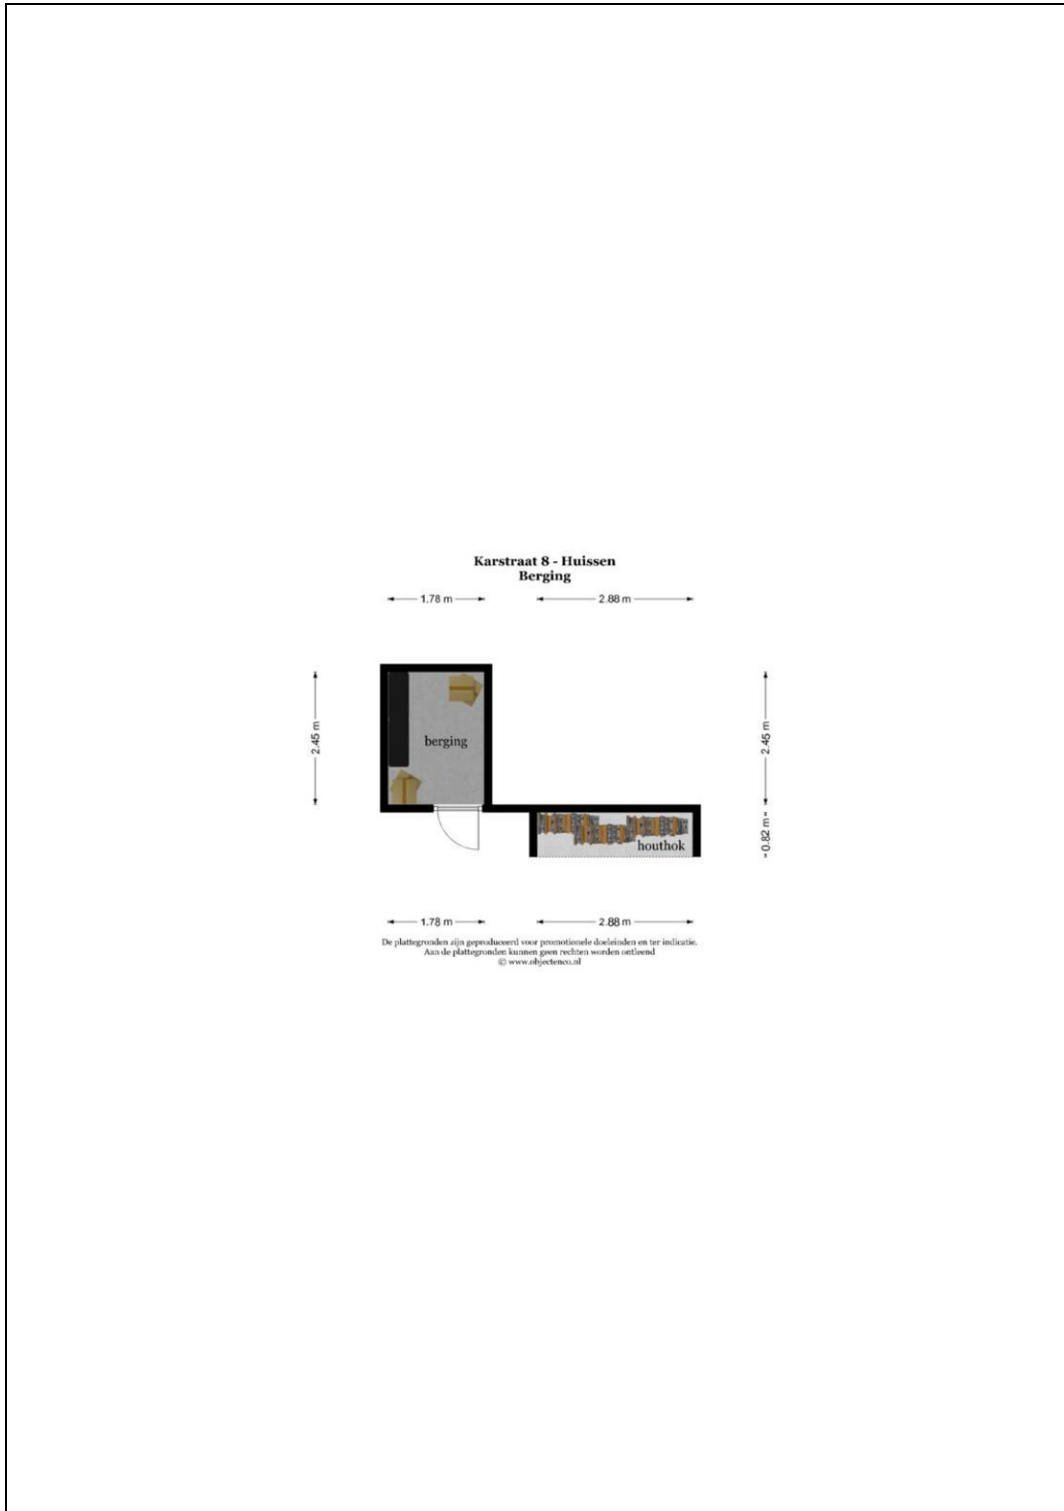 Karstraat 8 - Huissen
Berging
1.78 m
2.88 m
2.45 m
2.45 m
berging
0.82 m
houthok
1.78 m
2.88 m
De plattegronden zijn geproduceerd voor promotionele doeleinden en ter indicatie.
Aan de plattegronden kunnen geen rechten worden ontleend
© www.objectenco.nl